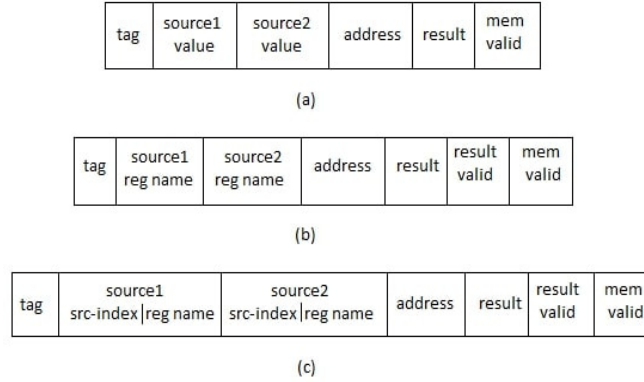 tag
source1
value
source2
value
address
result
mem
valid
(a)
tag
source1
reg name
source2
reg name
address
result
result
valid
mem
valid
(b)
tag
source1
src-index|reg name
source2
src-index|reg name
address
result
result
valid
mem
valid
(c)